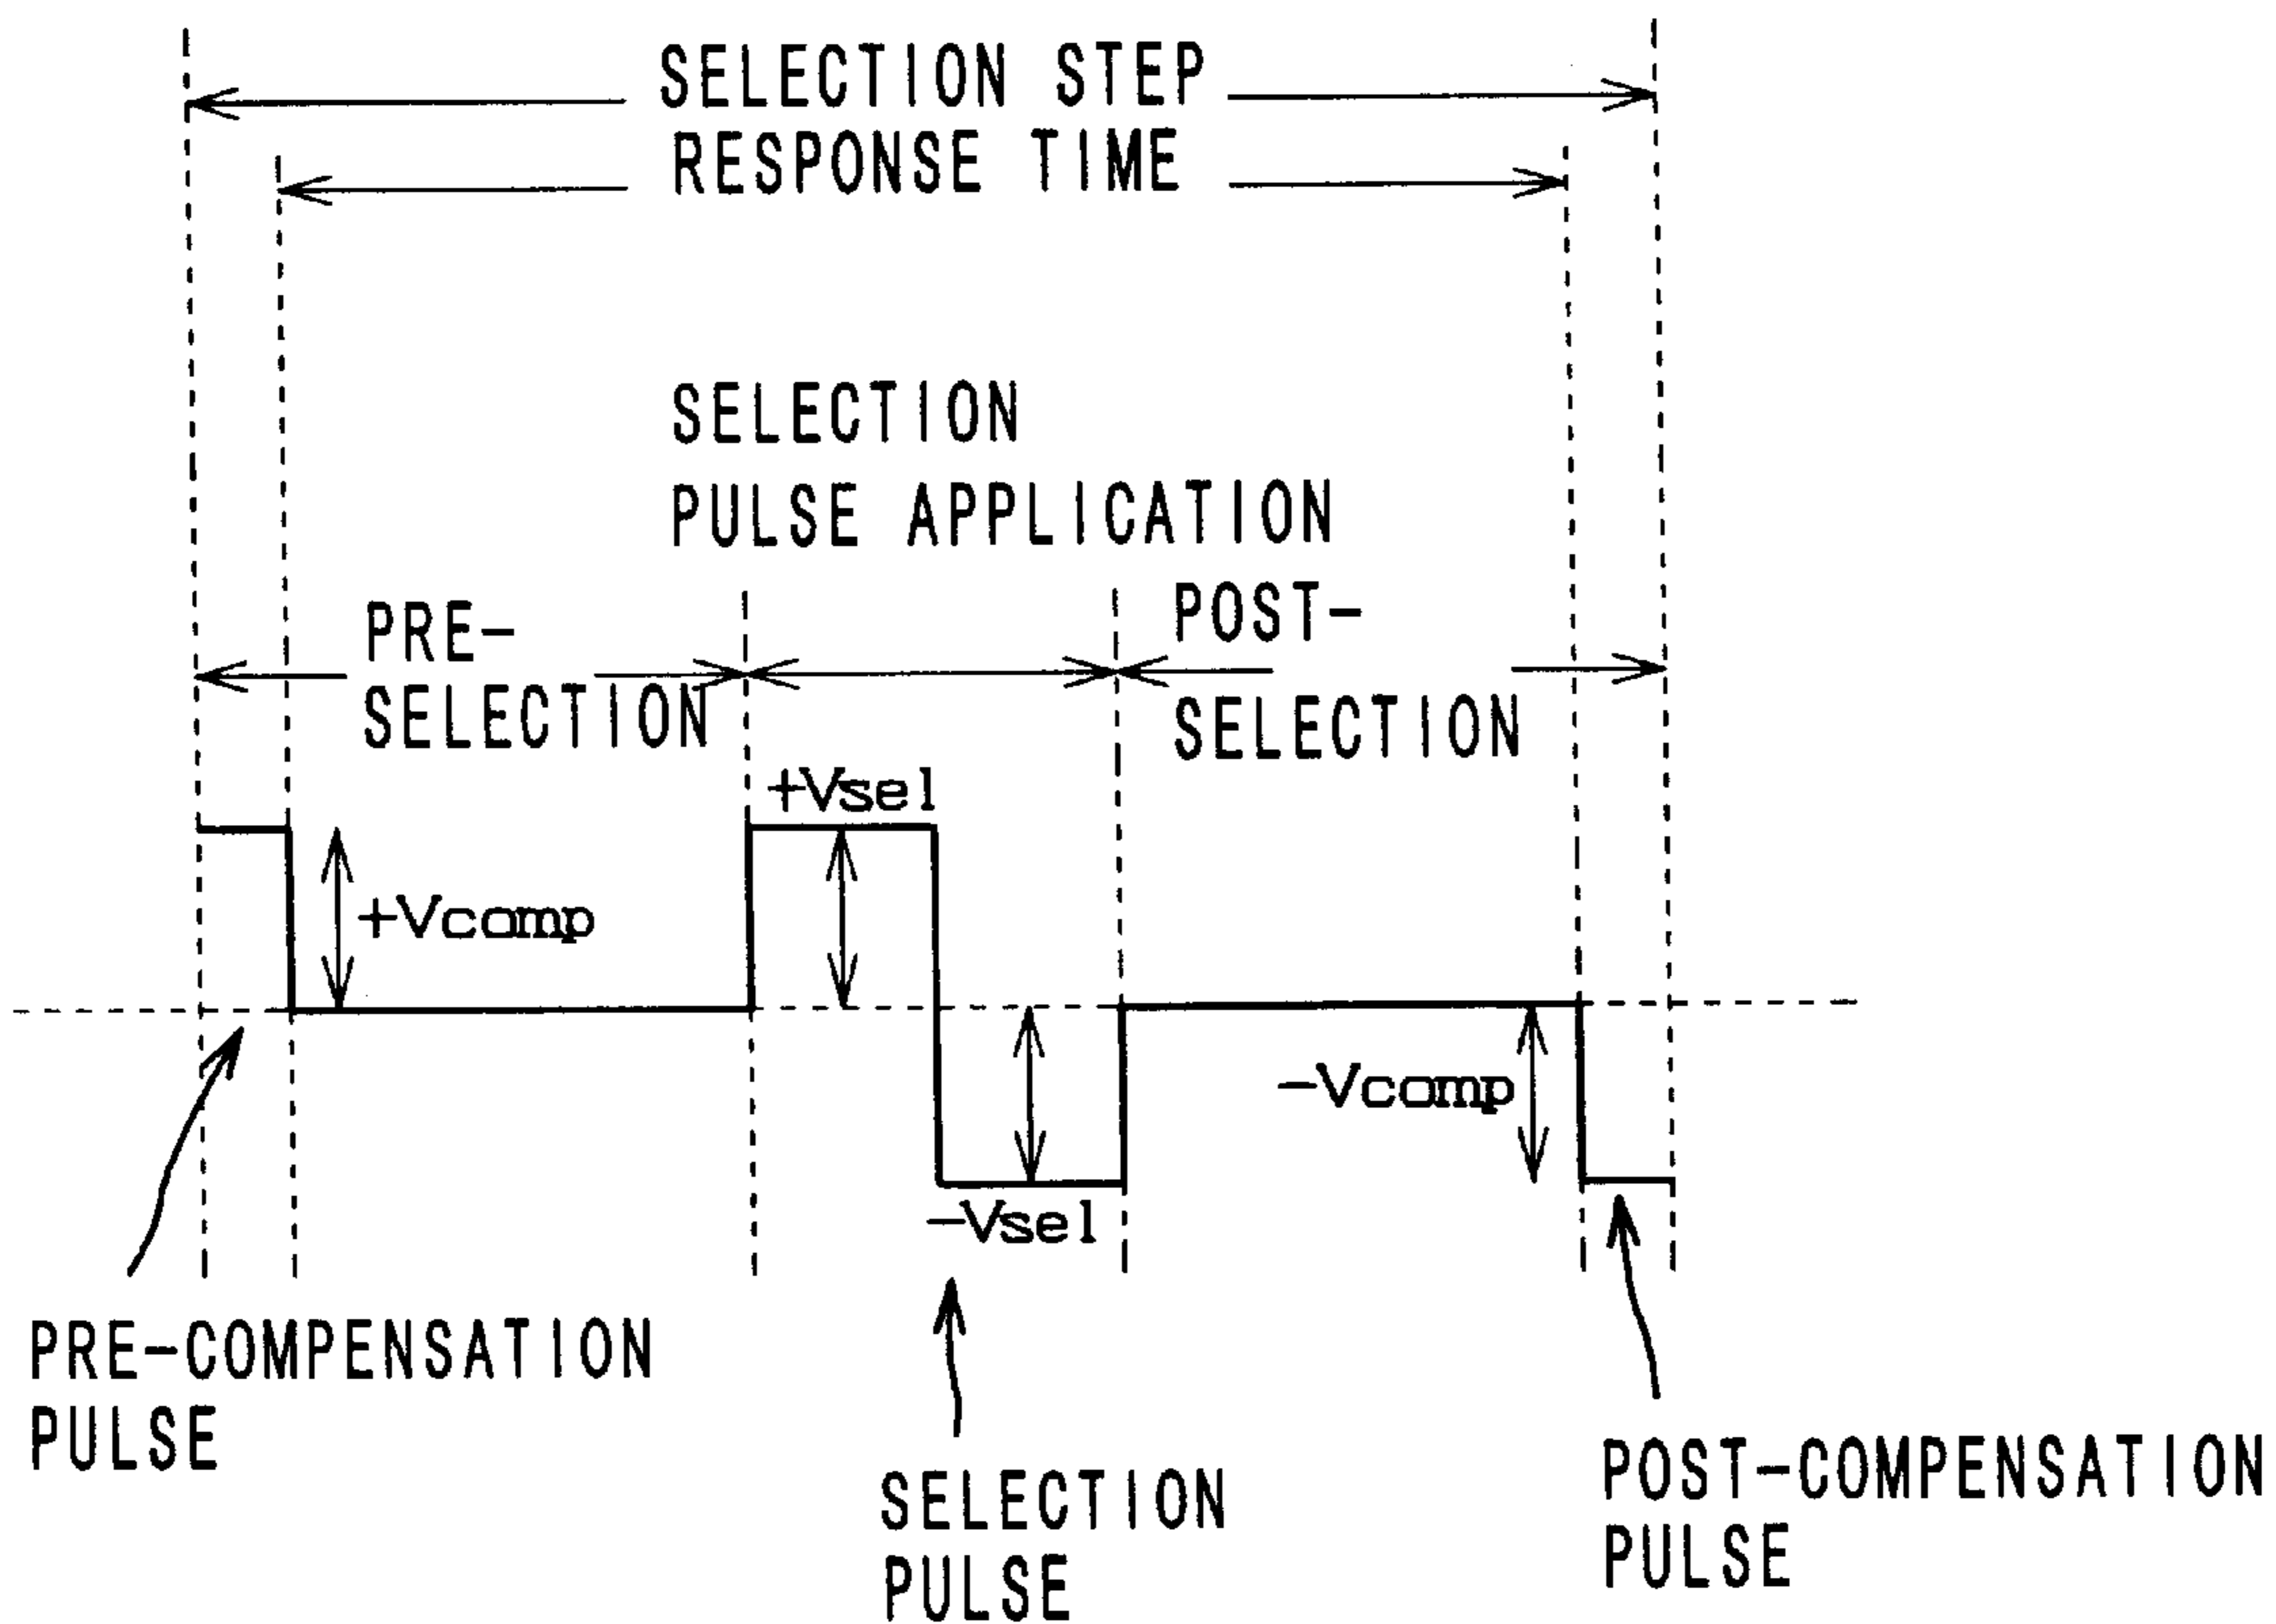 SELECTION STEP
RESPONSE TIME
SELECTION
PULSE APPLICATION
PRE-
SELECTION
POST-
SELECTION
+Vsel
+Vcomp
-Vcomp
-Vsel
PRE-COMPENSATION
PULSE
SELECTION
PULSE
POST-COMPENSATION
PULSE